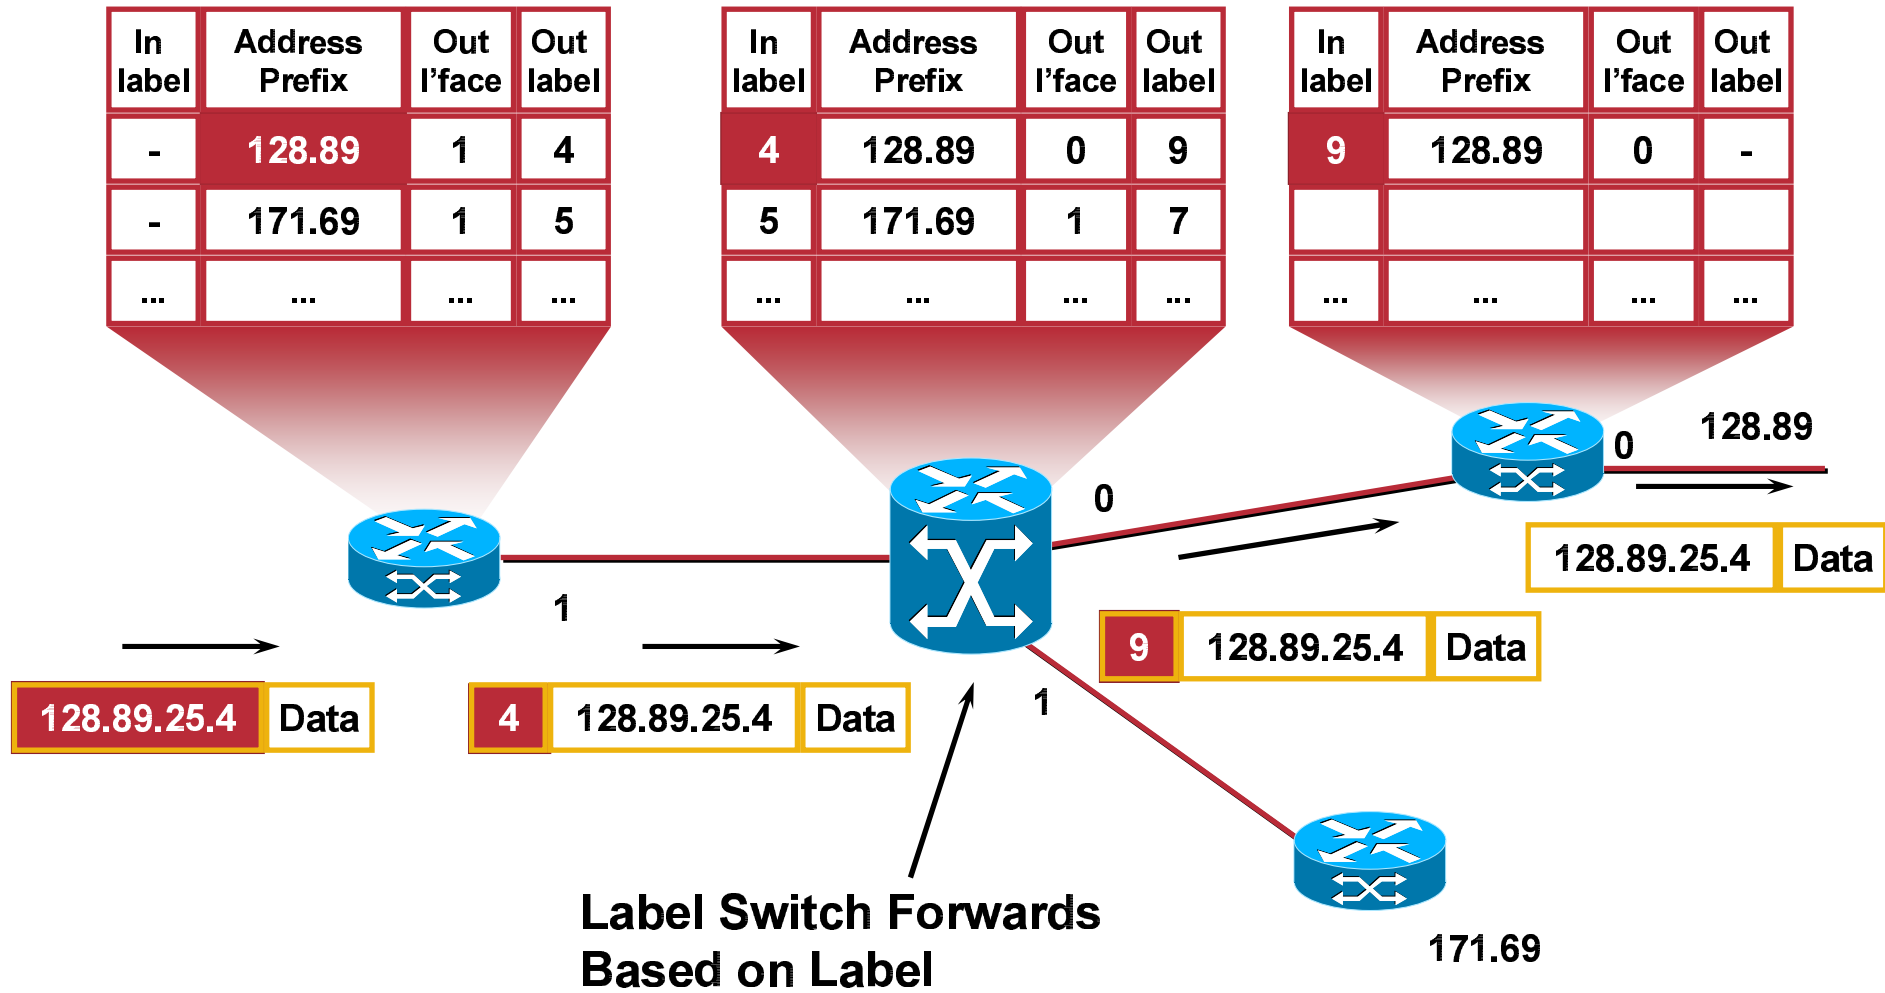 In label Address Prefix Out I'face Out label
- 128.89 1 4
- 171.69 1 5
... ... ... ...
In label Address Prefix Out I'face Out label
4 128.89 0 9
5 171.69 1 7
... ... ... ...
In label Address Prefix Out I'face Out label
9 128.89 0 -
... ... ... ...
0 128.89
0
128.89.25.4 Data
1
9 128.89.25.4 Data
1
128.89.25.4 Data
4 128.89.25.4 Data
Label Switch Forwards
Based on Label
171.69